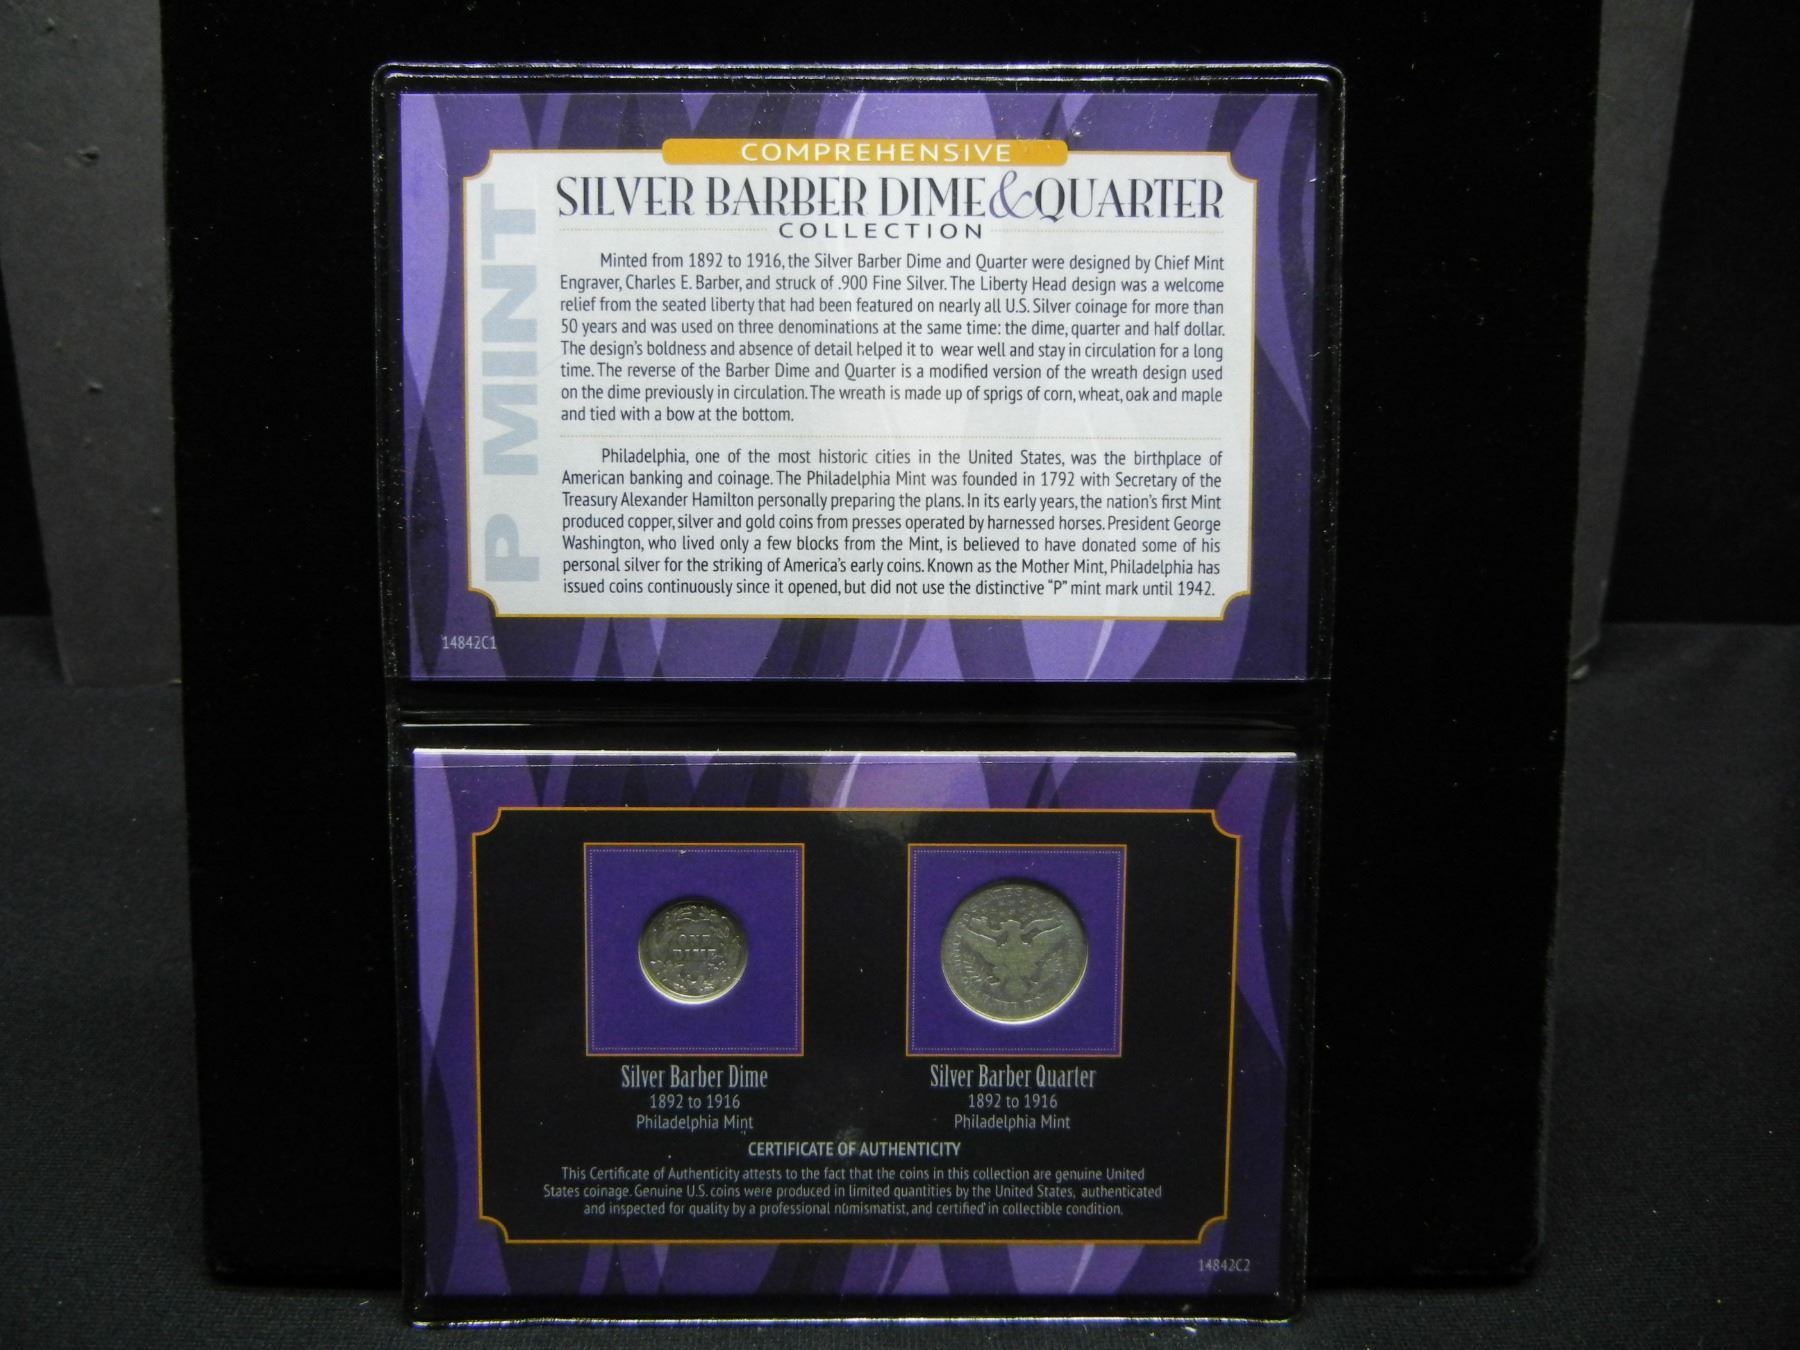 COMPREHENSIVE
SILVER BARBER DIME & QUARTER
COLLECTION
P MINT
Minted from 1892 to 1916, the Silver Barber Dime and Quarter were designed by Chief Mint
Engraver, Charles E. Barber, and struck of .900 Fine Silver. The Liberty Head design was a welcome
relief from the seated liberty that had been featured on nearly all U.S. Silver coinage for more than
50 years and was used on three denominations at the same time: the dime, quarter and half dollar.
The design's boldness and absence of detail helped it to wear well and stay in circulation for a long
time. The reverse of the Barber Dime and Quarter is a modified version of the wreath design used
on the dime previously in circulation. The wreath is made up of sprigs of corn, wheat, oak and maple
and tied with a bow at the bottom.
Philadelphia, one of the most historic cities in the United States, was the birthplace of
American banking and coinage. The Philadelphia Mint was founded in 1792 with Secretary of the
Treasury Alexander Hamilton personally preparing the plans. In its early years, the nation's first Mint
produced copper, silver and gold coins from presses operated by harnessed horses. President George
Washington, who lived only a few blocks from the Mint, is believed to have donated some of his
personal silver for the striking of America's early coins. Known as the Mother Mint, Philadelphia has
issued coins continuously since it opened, but did not use the distinctive "P" mint mark until 1942.
14842C1
ONE
DIME
Silver Barber Dime
1892 to 1916
Philadelphia Mint
Silver Barber Quarter
1892 to 1916
Philadelphia Mint
CERTIFICATE OF AUTHENTICITY
This Certificate of Authenticity attests to the fact that the coins in this collection are genuine United
States coinage. Genuine U.S. coins were produced in limited quantities by the United States, authenticated
and inspected for quality by a professional numismatist, and certified in collectible condition.
14842C2